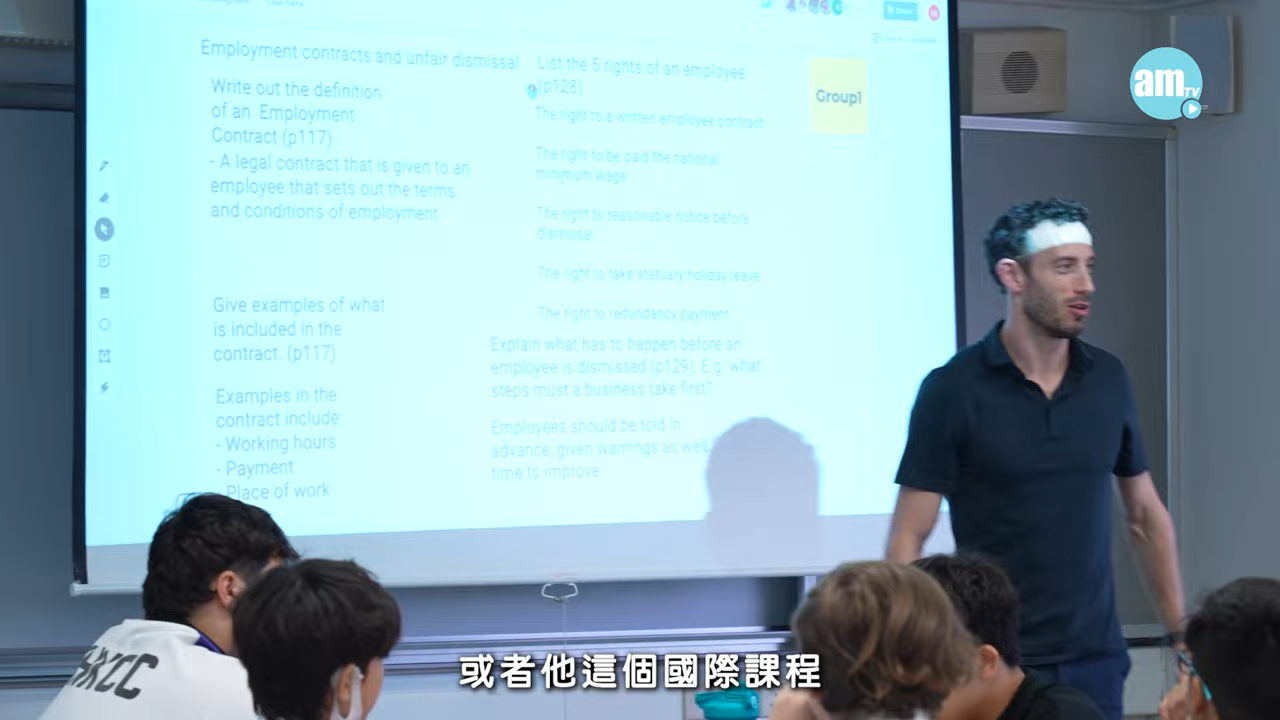 Employment contracts and unfair dismissal
Write out the definition
of an Employment
Contract (p117)
- A legal contract that is given to an
employee that sets out the terms
and conditions of employment
Give examples of what
is included in the
contract. (p117)
Examples in the
contract include:
- Working hours
- Payment
- Place of work
List the 5 rights of an employee
(p128)
The right to a written employee contract
The right to be paid the national
minimum wage
The right to reasonable notice before
dismissal
The right to take statuary holiday leave
The right to redundancy payment
Explain what has to happen before an
employee is dismissed (p129). E.g. what
steps must a business take first?
Employees should be told in
advance, given warnings as well
time to improve
Group1
am
TV
HKCC
或者他這個國際課程